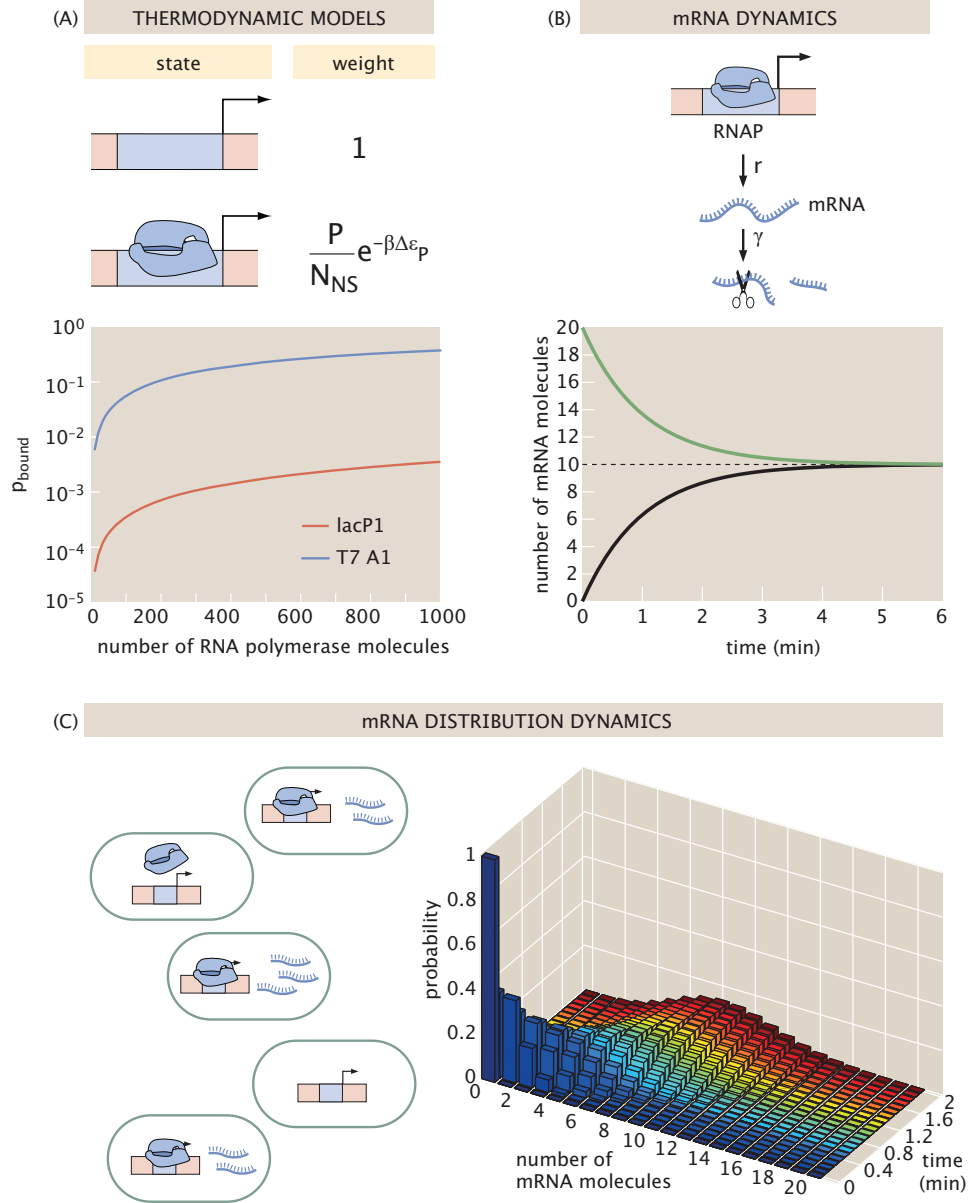 (A) THERMODYNAMIC MODELS
state weight
1
P/N_NS e^−βΔε_P
10^0
10^-1
10^-2
10^-3
10^-4
10^-5
p_bound
lacP1
T7 A1
0 200 400 600 800 1000
number of RNA polymerase molecules
(B) mRNA DYNAMICS
RNAP
r
mRNA
γ
20
18
16
14
12
10
8
6
4
2
0
number of mRNA molecules
0 1 2 3 4 5 6
time (min)
(C) mRNA DISTRIBUTION DYNAMICS
1
0.8
0.6
0.4
0.2
0
probability
0 2 4 6 8 10 12 14 16 18 20
number of
mRNA molecules
0 0.4 0.8 1.2 1.6 2
time
(min)